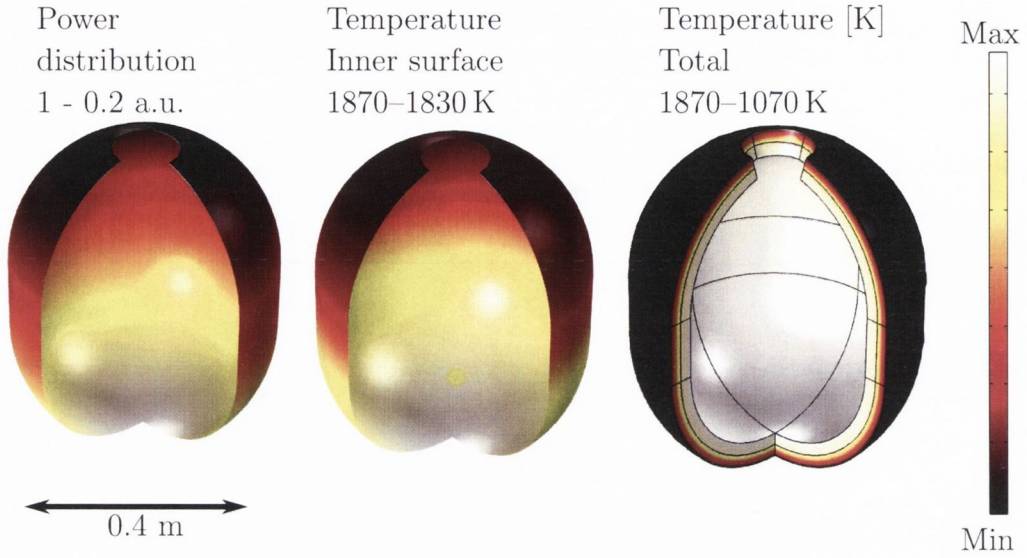 Power
distribution
1 - 0.2 a.u.
Temperature
Inner surface
1870–1830 K
Temperature [K]
Total
1870–1070 K
Max
Min
0.4 m